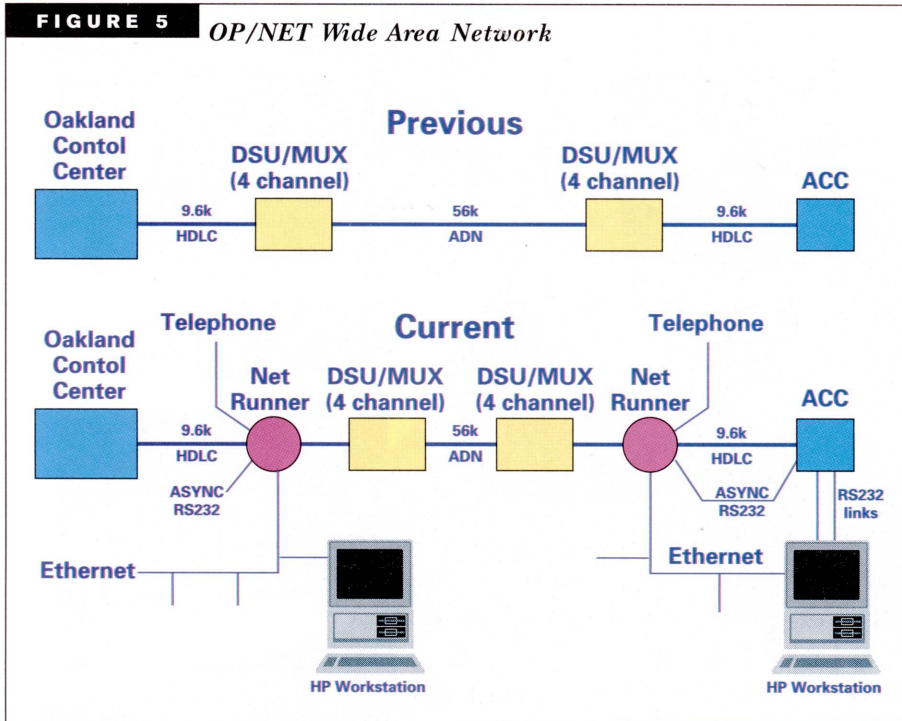 FIGURE 5
OP/NET Wide Area Network
Previous
Oakland
Contol
Center
DSU/MUX
(4 channel)
DSU/MUX
(4 channel)
ACC
9.6k
HDLC
56k
ADN
9.6k
HDLC
Current
Oakland
Contol
Center
Telephone
Telephone
Net
Runner
DSU/MUX
(4 channel)
DSU/MUX
(4 channel)
Net
Runner
ACC
9.6k
HDLC
56k
ADN
9.6k
HDLC
ASYNC
RS232
ASYNC
RS232
RS232
links
Ethernet
Ethernet
HP Workstation
HP Workstation